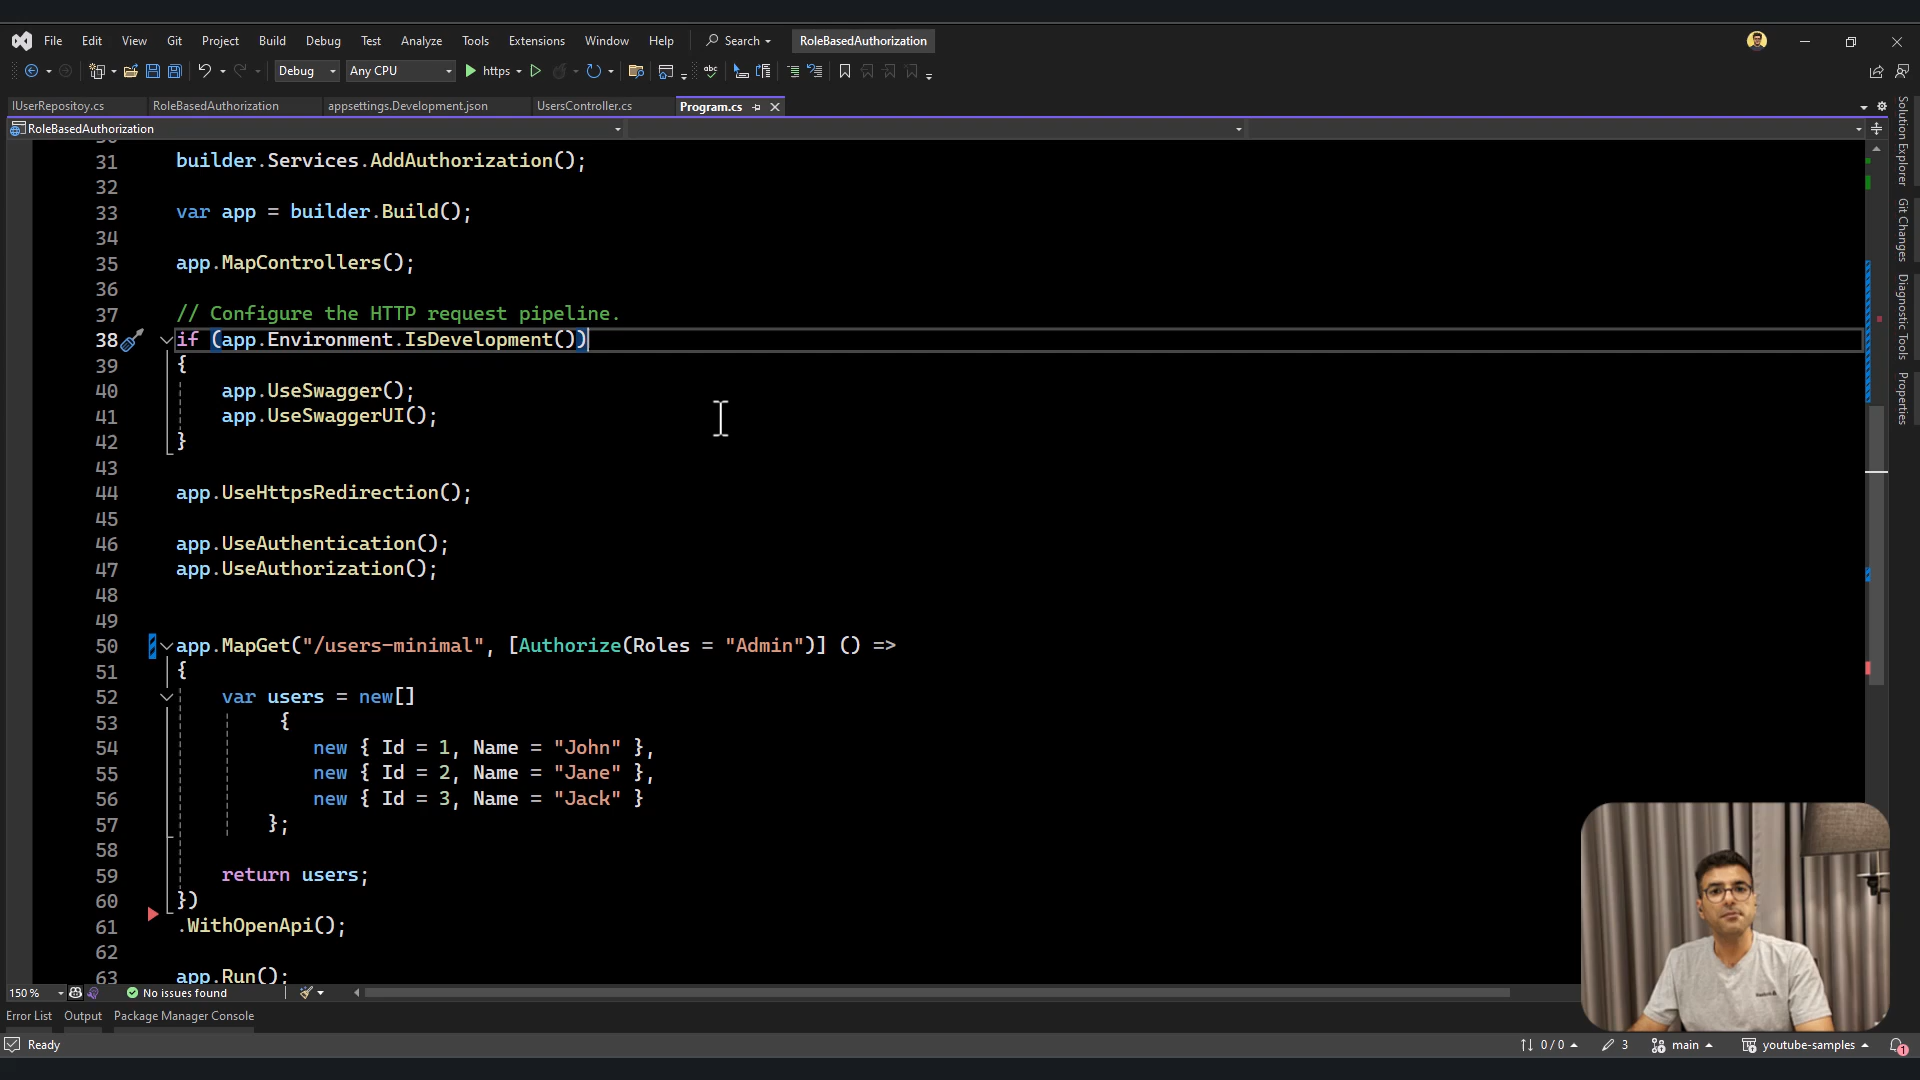 File Edit View Git Project Build Debug Test Analyze Tools Extensions Window Help Search RoleBasedAuthorization
Debug Any CPU https
IUserRepositoy.cs RoleBasedAuthorization appsettings.Development.json UsersController.cs Program.cs
RoleBasedAuthorization
31 builder.Services.AddAuthorization();
32
33 var app = builder.Build();
34
35 app.MapControllers();
36
37 // Configure the HTTP request pipeline.
38 if (app.Environment.IsDevelopment())
39 {
40 app.UseSwagger();
41 app.UseSwaggerUI();
42 }
43
44 app.UseHttpsRedirection();
45
46 app.UseAuthentication();
47 app.UseAuthorization();
48
49
50 app.MapGet("/users-minimal", [Authorize(Roles = "Admin")] () =>
51 {
52 var users = new[]
53 {
54 new { Id = 1, Name = "John" },
55 new { Id = 2, Name = "Jane" },
56 new { Id = 3, Name = "Jack" }
57 };
58
59 return users;
60 })
61 .WithOpenApi();
62
63 app.Run();
Solution Explorer
Git Changes
Diagnostic Tools
Properties
150 % No issues found
Error List Output Package Manager Console
Ready 0 / 0 3 main youtube-samples 1